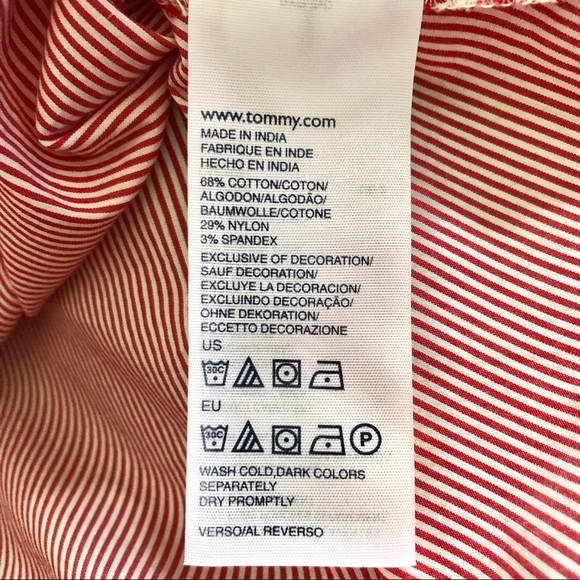 www.tommy.com
MADE IN INDIA
FABRIQUE EN INDE
HECHO EN INDIA
68% COTTON/COTON/
ALGODON/ALGODÃO/
BAUMWOLLE/COTONE
29% NYLON
3% SPANDEX
EXCLUSIVE OF DECORATION/
SAUF DECORATION/
EXCLUYE LA DECORACION/
EXCLUINDO DECORAÇÃO/
OHNE DEKORATION/
ECCETTO DECORAZIONE
US
30C
EU
30C P
WASH COLD,DARK COLORS
SEPARATELY
DRY PROMPTLY
VERSO/AL REVERSO